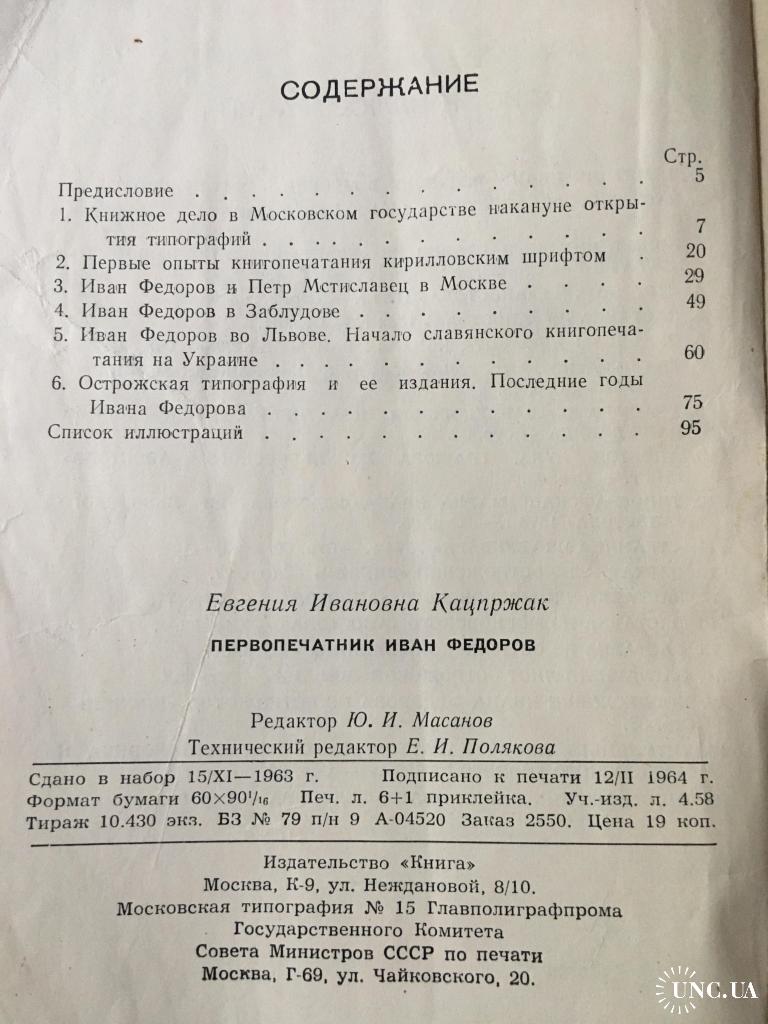 СОДЕРЖАНИЕ
Стр.
Предисловие . . . . . . . . . . . . . 5
1. Книжное дело в Московском государстве накануне откры-
тия типографий . . . . . . . . . . . 7
2. Первые опыты книгопечатания кирилловским шрифтом . 20
3. Иван Федоров и Петр Мстиславец в Москве . . . . 29
4. Иван Федоров в Заблудове . . . . . . . . . 49
5. Иван Федоров во Львове. Начало славянского книгопеча-
тания на Украине . . . . . . . . . . . 60
6. Острожская типография и ее издания. Последние годы
Ивана Федорова . . . . . . . . . . . 75
Список иллюстраций . . . . . . . . . . . 95
Евгения Ивановна Кацпржак
ПЕРВОПЕЧАТНИК ИВАН ФЕДОРОВ
Редактор Ю. И. Масанов
Технический редактор Е. И. Полякова
Сдано в набор 15/XI—1963 г. Подписано к печати 12/II 1964 г.
Формат бумаги 60×90¹/₁₆ Печ. л. 6+1 приклейка. Уч.-изд. л. 4.58
Тираж 10.430 экз. БЗ № 79 п/н 9 А-04520 Заказ 2550. Цена 19 коп.
Издательство «Книга»
Москва, К-9, ул. Неждановой, 8/10.
Московская типография № 15 Главполиграфпрома
Государственного Комитета
Совета Министров СССР по печати
Москва, Г-69, ул. Чайковского, 20.
UNC.UA